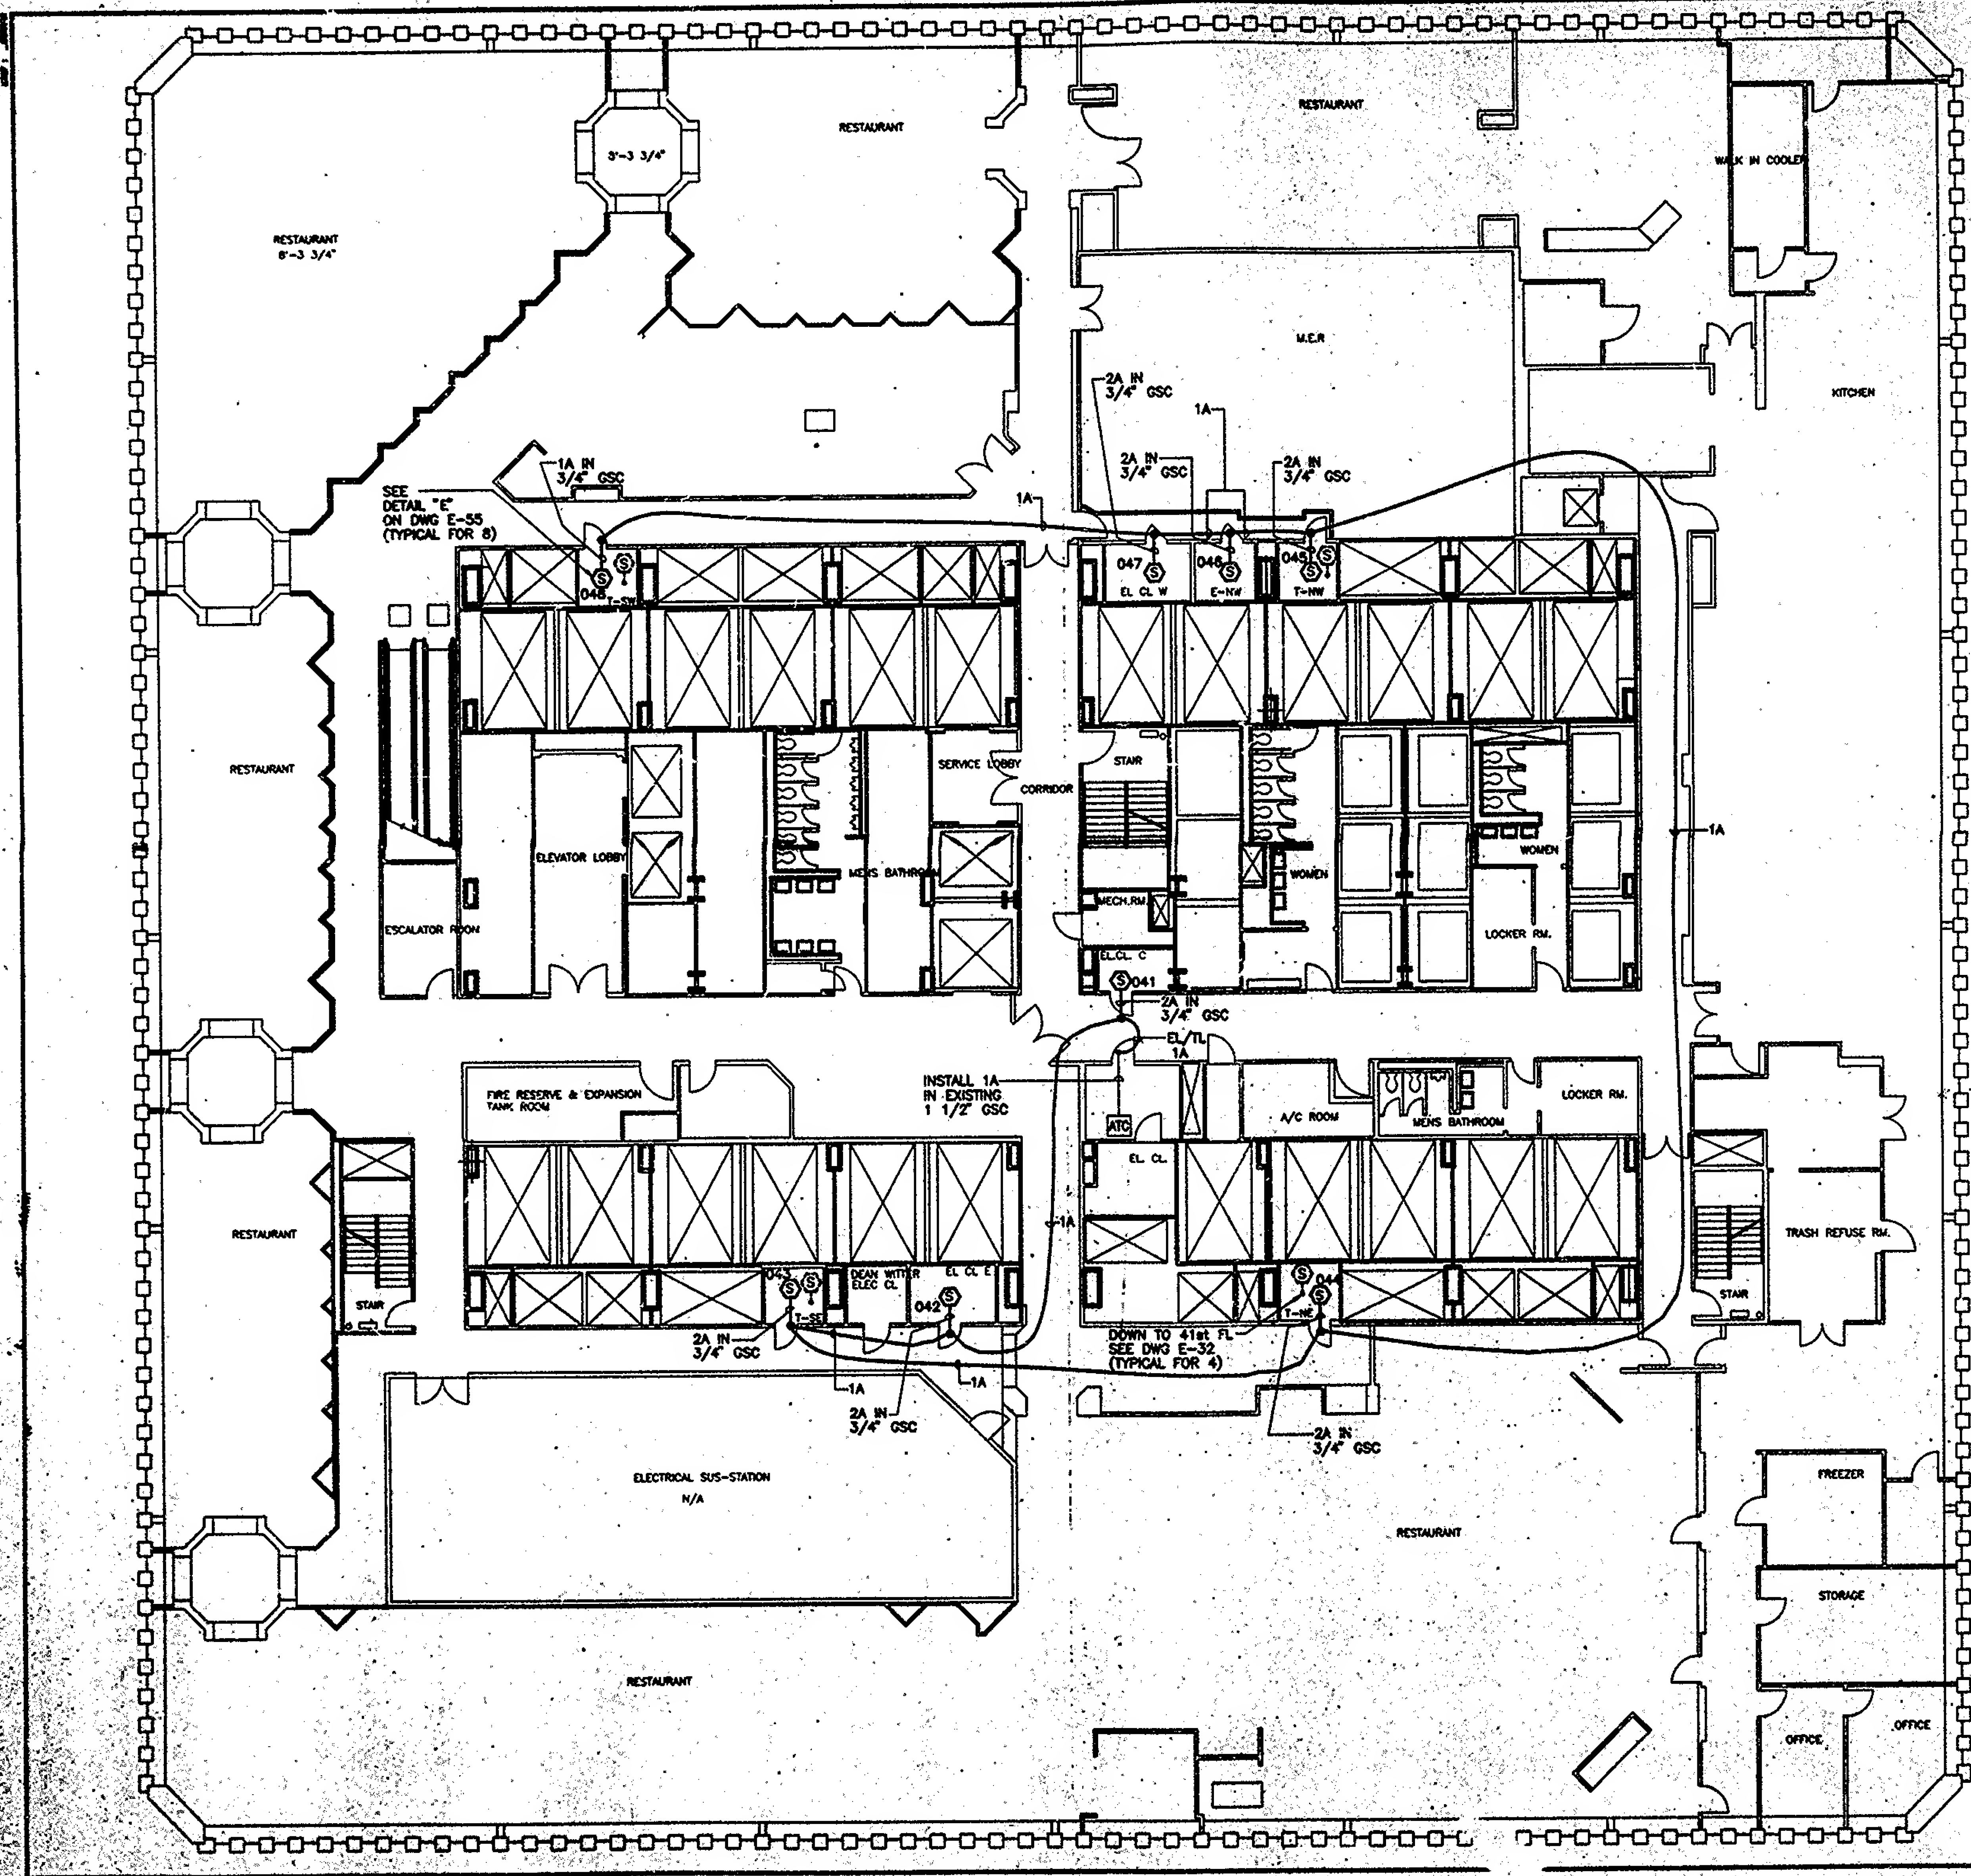 RESTAURANT
3'-3 3/4"
RESTAURANT
WALK IN COOLER
RESTAURANT
8'-3 3/4"
M.E.R
KITCHEN
2A IN
3/4" GSC
1A
2A IN
3/4" GSC
2A IN
3/4" GSC
1A IN
3/4" GSC
SEE
DETAIL "E"
ON DWG E-55
(TYPICAL FOR 8)
1A
S
S
T-SW
047
S
EL CL W
S
E-NW
045
S
S
T-NW
RESTAURANT
SERVICE LOBBY
CORRIDOR
STAIR
ELEVATOR LOBBY
MENS BATHROOM
WOMEN
WOMEN
1A
ESCALATOR ROOM
MECH.RM.
LOCKER RM.
EL.CL. C
S
041
2A IN
3/4" GSC
EL/TL
1A
INSTALL 1A
IN EXISTING
1 1/2" GSC
ATC
FIRE RESERVE & EXPANSION
TANK ROOM
A/C ROOM
MENS BATHROOM
LOCKER RM.
EL. CL.
RESTAURANT
1A
TRASH REFUSE RM.
STAIR
043
S
S
T-SE
DEAN WITTER
ELEC CL
EL CL E
042
S
S
044
S
T-NE
STAIR
2A IN
3/4" GSC
DOWN TO 41st FL
SEE DWG E-32
(TYPICAL FOR 4)
1A
1A
2A IN
3/4" GSC
2A IN
3/4" GSC
ELECTRICAL SUS-STATION
N/A
FREEZER
RESTAURANT
STORAGE
RESTAURANT
OFFICE
OFFICE